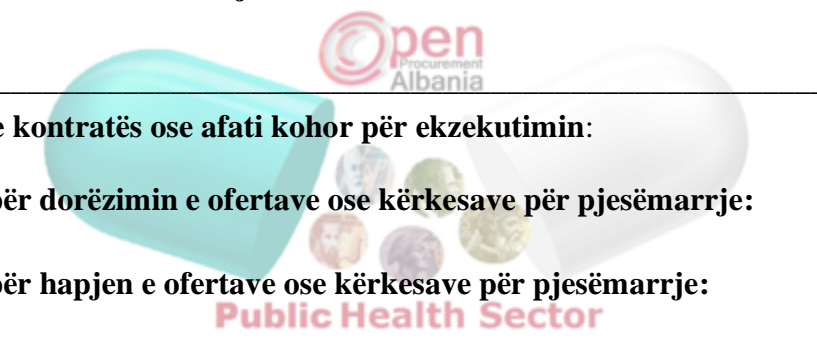 Open
Procurement
Albania
e kontratës ose afati kohor për ekzekutimin:
për dorëzimin e ofertave ose kërkesave për pjesëmarrje:
për hapjen e ofertave ose kërkesave për pjesëmarrje:
Public Health Sector